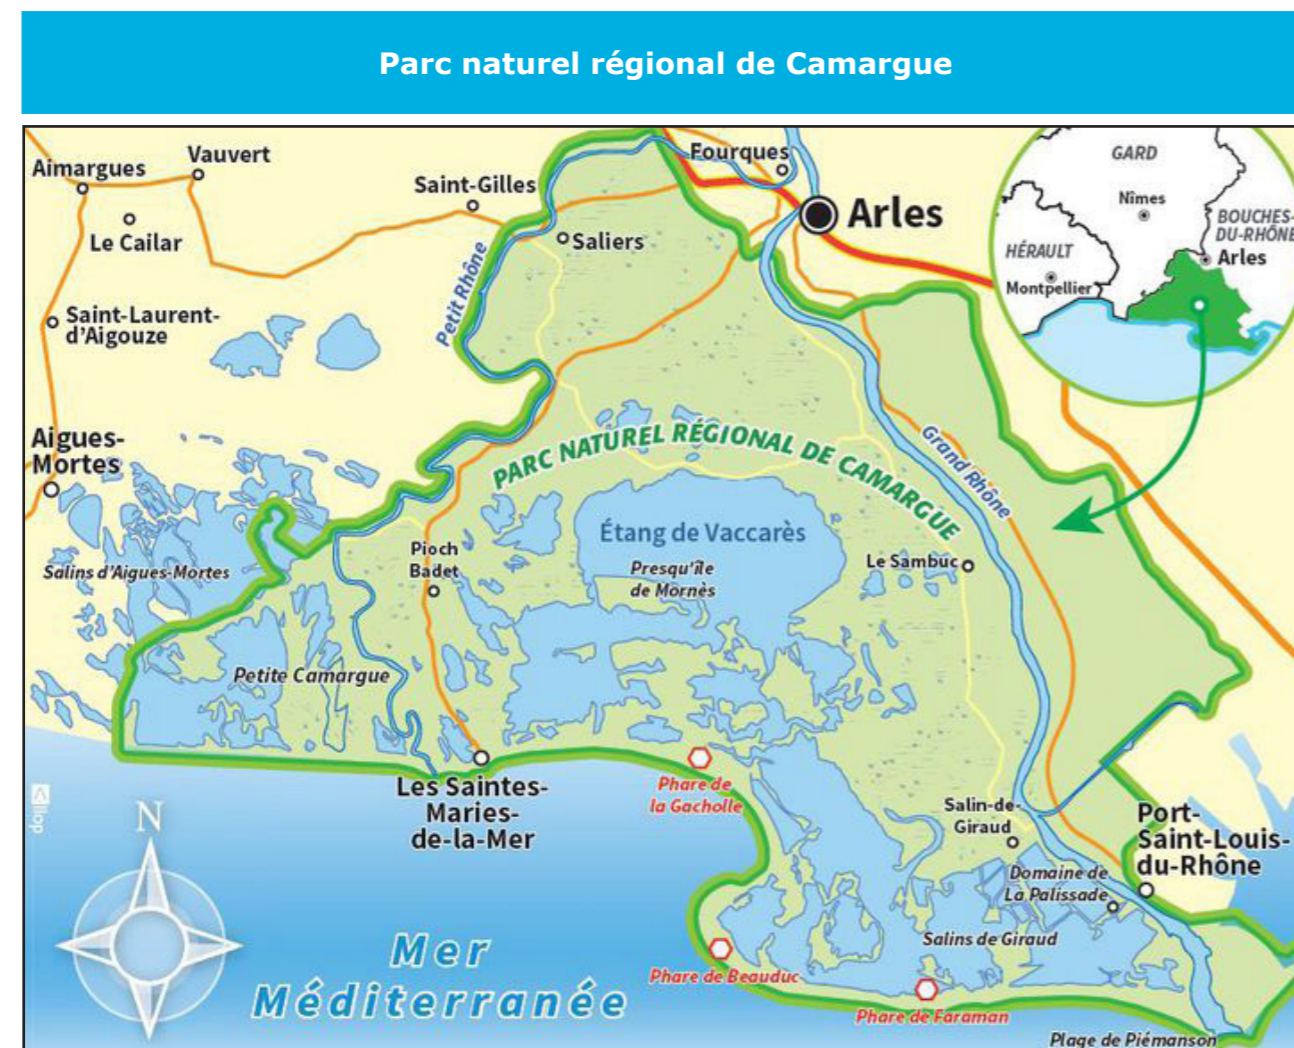 Parc naturel régional de Camargue
Aimargues
Vauvert
Le Cailar
Saint-Gilles
Saliers
Fourques
Arles
GARD
Nîmes
BOUCHES-
DU-RHÔNE
HÉRAULT
Arles
Montpellier
Petit Rhône
Saint-Laurent-
d'Aigouze
Aigues-
Mortes
PARC NATUREL RÉGIONAL DE CAMARGUE
Grand Rhône
Étang de Vaccarès
Presqu'île
de Mornès
Pioch
Badet
Le Sambuc
Salins d'Aigues-Mortes
Petite Camargue
Les Saintes-
Maries-
de-la-Mer
Phare de
la Gacholle
Salin-de-
Giraud
Port-
Saint-Louis-
du-Rhône
Domaine de
La Palissade
Salins de Giraud
N
Mer
Méditerranée
Phare de Beauduc
Phare de Faraman
Plage de Piémanson